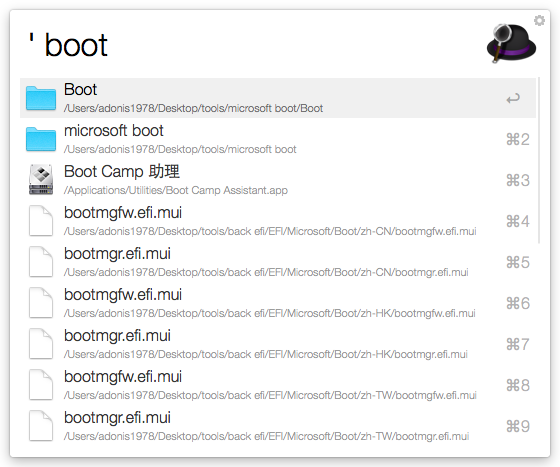 ' boot
Boot
/Users/adonis1978/Desktop/tools/microsoft boot/Boot
↩
microsoft boot
/Users/adonis1978/Desktop/tools/microsoft boot
⌘2
Boot Camp 助理
/Applications/Utilities/Boot Camp Assistant.app
⌘3
bootmgfw.efi.mui
/Users/adonis1978/Desktop/tools/back efi/EFI/Microsoft/Boot/zh-CN/bootmgfw.efi.mui
⌘4
bootmgr.efi.mui
/Users/adonis1978/Desktop/tools/back efi/EFI/Microsoft/Boot/zh-CN/bootmgr.efi.mui
⌘5
bootmgfw.efi.mui
/Users/adonis1978/Desktop/tools/back efi/EFI/Microsoft/Boot/zh-HK/bootmgfw.efi.mui
⌘6
bootmgr.efi.mui
/Users/adonis1978/Desktop/tools/back efi/EFI/Microsoft/Boot/zh-HK/bootmgr.efi.mui
⌘7
bootmgfw.efi.mui
/Users/adonis1978/Desktop/tools/back efi/EFI/Microsoft/Boot/zh-TW/bootmgfw.efi.mui
⌘8
bootmgr.efi.mui
/Users/adonis1978/Desktop/tools/back efi/EFI/Microsoft/Boot/zh-TW/bootmgr.efi.mui
⌘9